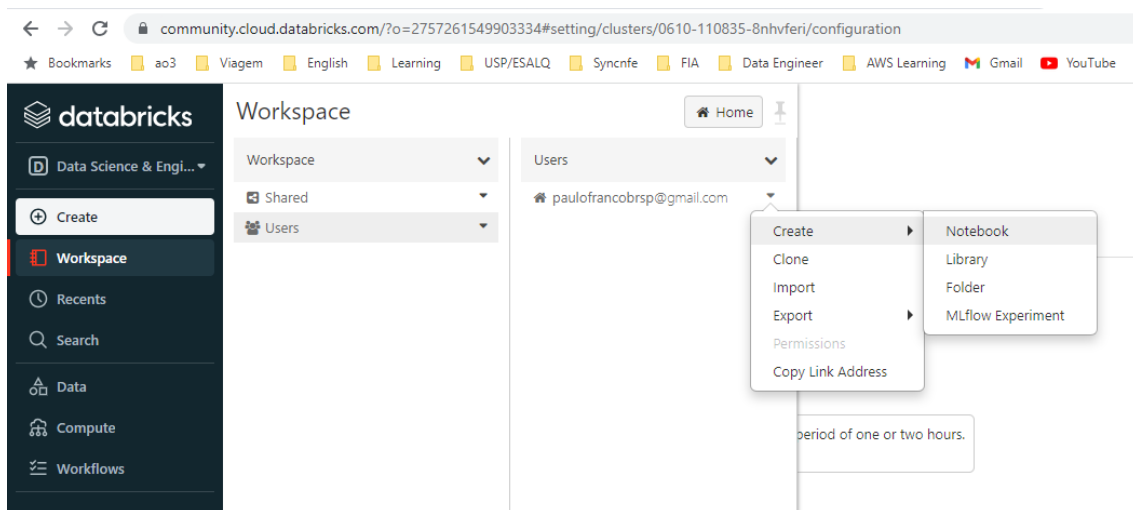 community.cloud.databricks.com/?o=2757261549903334#setting/clusters/0610-110835-8nhvferi/configuration
Bookmarks ao3 Viagem English Learning USP/ESALQ Syncnfe FIA Data Engineer AWS Learning Gmail YouTube
databricks
D Data Science & Engi...
Create
Workspace
Recents
Search
Data
Compute
Workflows
Workspace
Home
Workspace
Shared
Users
Users
paulofrancobrsp@gmail.com
Create
Clone
Import
Export
Permissions
Copy Link Address
Notebook
Library
Folder
MLflow Experiment
period of one or two hours.